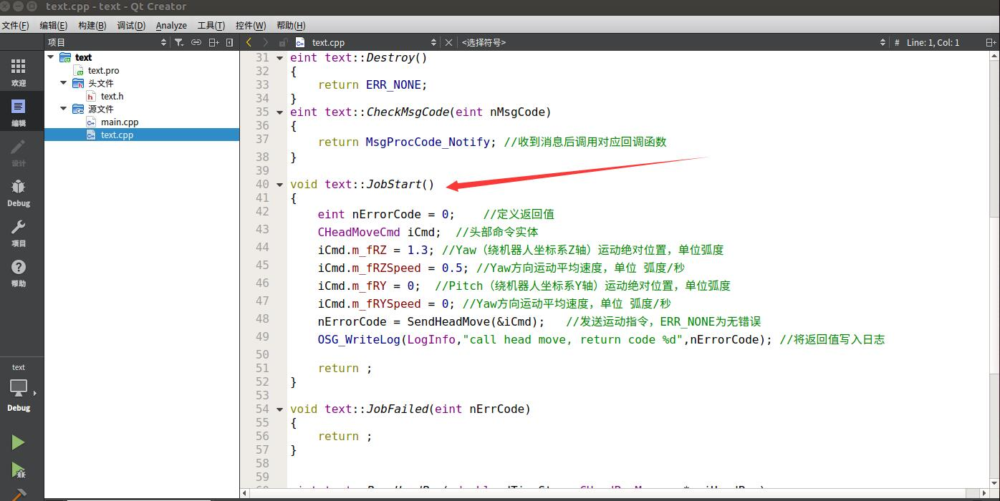 text.cpp - text - Qt Creator
文件(F) 编辑(E) 构建(B) 调试(D) Analyze 工具(T) 控件(W) 帮助(H)
项目
text.cpp
<选择符号>
# Line: 1, Col: 1
欢迎
编辑
设计
Debug
项目
帮助
text
Debug
text
text.pro
头文件
text.h
源文件
main.cpp
text.cpp
31 eint text::Destroy()
32 {
33     return ERR_NONE;
34 }
35 eint text::CheckMsgCode(eint nMsgCode)
36 {
37     return MsgProcCode_Notify; //收到消息后调用对应回调函数
38 }
39
40 void text::JobStart()
41 {
42     eint nErrorCode = 0;    //定义返回值
43     CHeadMoveCmd iCmd;  //头部命令实体
44     iCmd.m_fRZ = 1.3; //Yaw（绕机器人坐标系Z轴）运动绝对位置，单位弧度
45     iCmd.m_fRZSpeed = 0.5; //Yaw方向运动平均速度，单位 弧度/秒
46     iCmd.m_fRY = 0;  //Pitch（绕机器人坐标系Y轴）运动绝对位置，单位弧度
47     iCmd.m_fRYSpeed = 0; //Yaw方向运动平均速度，单位 弧度/秒
48     nErrorCode = SendHeadMove(&iCmd);   //发送运动指令，ERR_NONE为无错误
49     OSG_WriteLog(LogInfo,"call head move, return code %d",nErrorCode); //将返回值写入日志
50
51     return ;
52 }
53
54 void text::JobFailed(eint nErrCode)
55 {
56     return ;
57 }
58
59